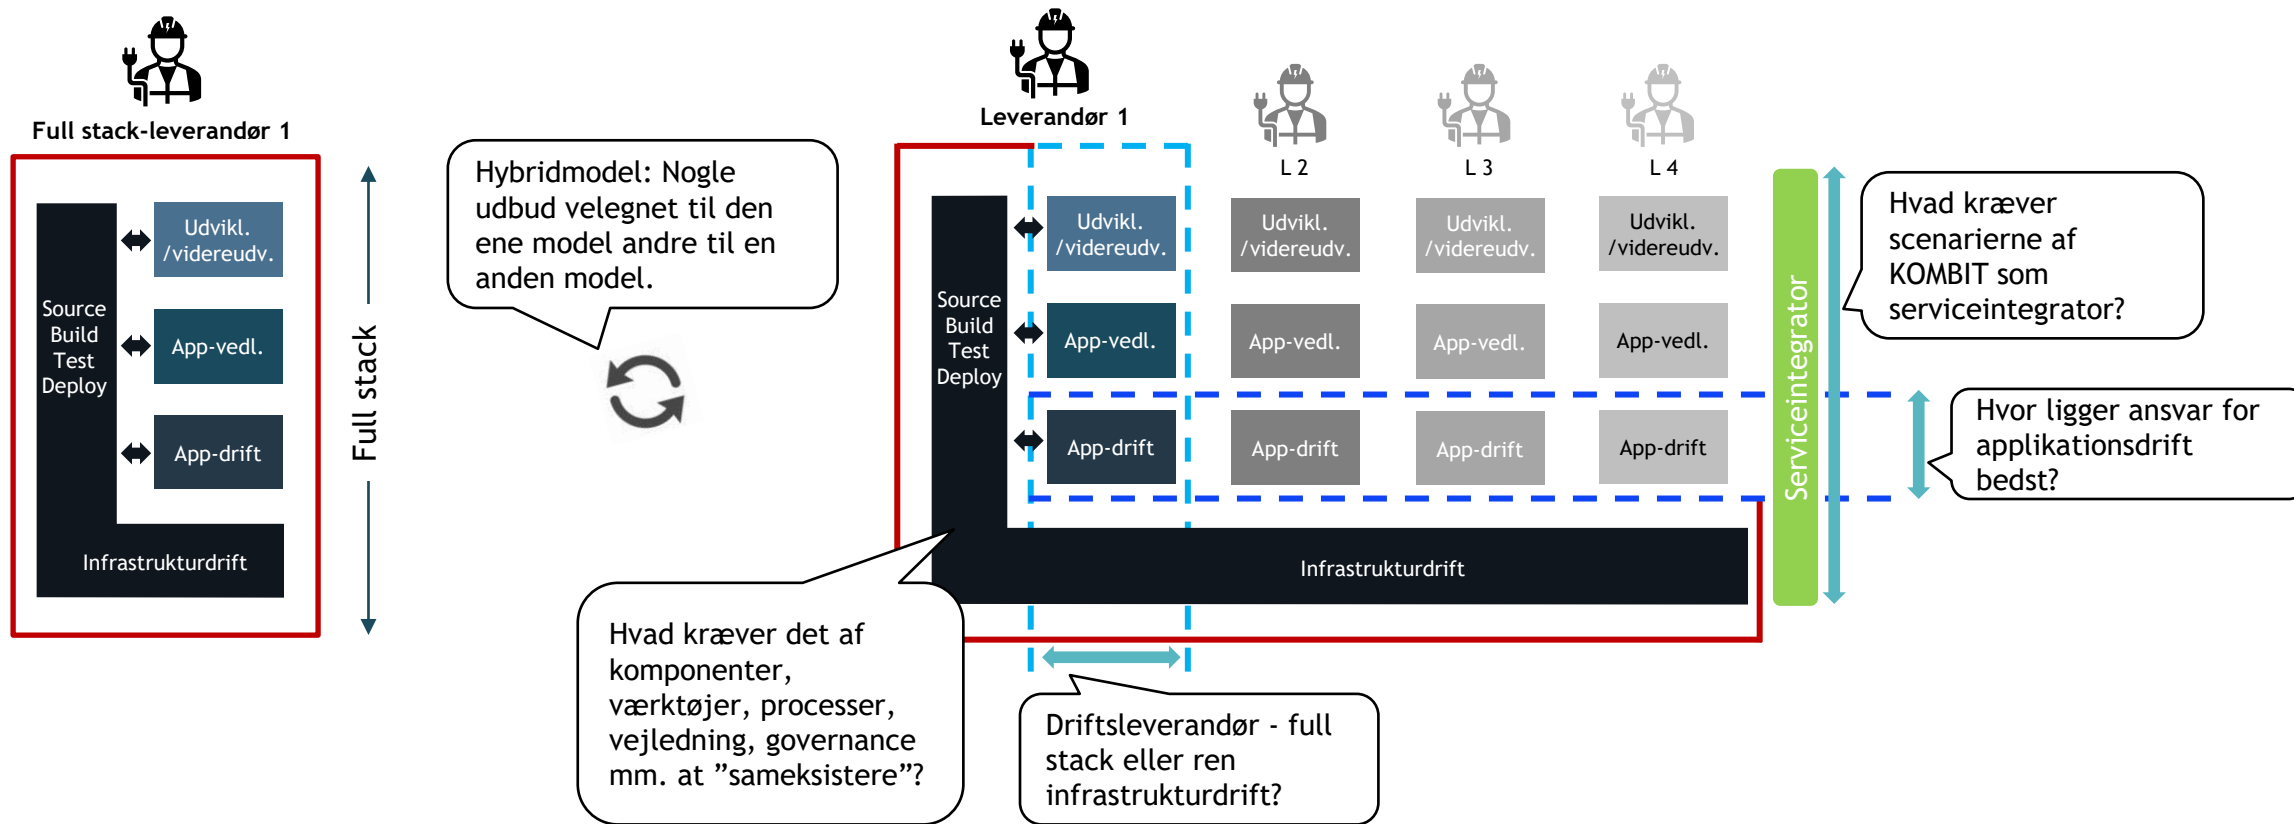 Full stack-leverandør 1
Source
Build
Test
Deploy
Udvikl.
/videreudv.
App-vedl.
App-drift
Infrastrukturdrift
Full stack
Hybridmodel: Nogle
udbud velegnet til den
ene model andre til en
anden model.
Leverandør 1
L 2
L 3
L 4
Source
Build
Test
Deploy
Udvikl.
/videreudv.
Udvikl.
/videreudv.
Udvikl.
/videreudv.
Udvikl.
/videreudv.
App-vedl.
App-vedl.
App-vedl.
App-vedl.
App-drift
App-drift
App-drift
App-drift
Infrastrukturdrift
Serviceintegrator
Hvad kræver
scenarierne af
KOMBIT som
serviceintegrator?
Hvor ligger ansvar for
applikationsdrift
bedst?
Hvad kræver det af
komponenter,
værktøjer, processer,
vejledning, governance
mm. at ”sameksistere”?
Driftsleverandør - full
stack eller ren
infrastrukturdrift?